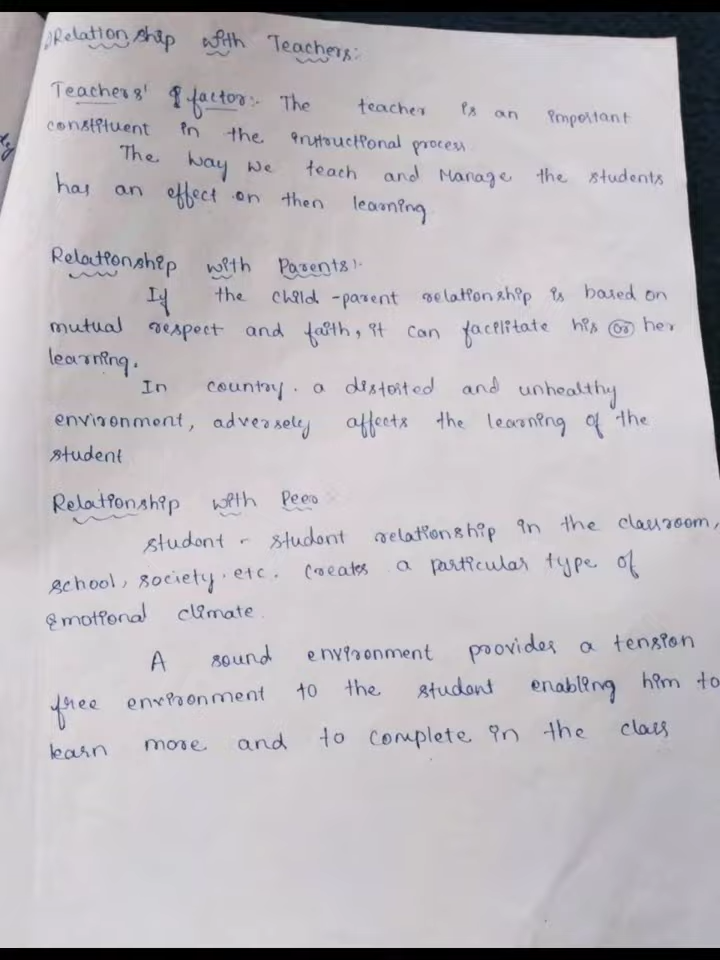 Relationship with Teachers:
Teachers' factor:- The teacher is an important
constituent in the instructional process
The way we teach and Manage the students
has an effect on then learning
Relationship with Parents:-
If the child-parent relationship is based on
mutual respect and faith, it can facilitate his or her
learning.
In country. a distorted and unhealthy
environment, adversely affects the learning of the
student
Relationship with Peer
student - student relationship in the classroom,
school, society. etc. creates a particular type of
Emotional climate.
A sound environment provides a tension
free environment to the student enabling him to
learn more and to complete in the class